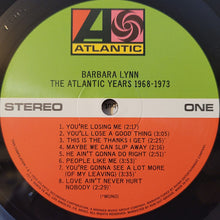 ATLANTIC
BARBARA LYNN
THE ATLANTIC YEARS 1968-1973
STEREO
ONE
1- YOU'RE LOSING ME (2:17)
2- YOU'LL LOSE A GOOD THING (3:05)
3- THIS IS THE THANKS I GET (2:25)
4- MAYBE WE CAN SLIP AWAY (2:23)
5- HE AIN'T GONNA DO RIGHT (2:51)*
6- PEOPLE LIKE ME (3:53)
7- YOU'RE GONNA SEE A LOT MORE
(OF MY LEAVING) (3:35)
8- LOVE AIN'T NEVER HURT
NOBODY (2:29)*
(*MONO)